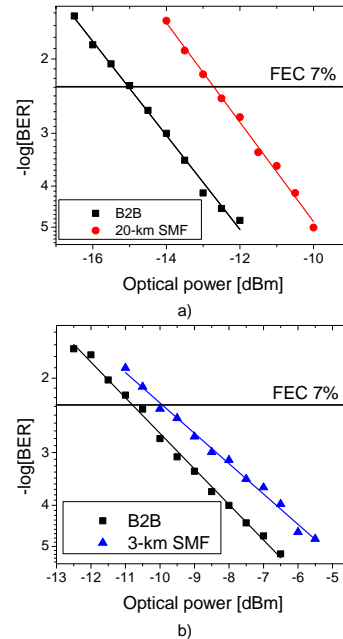 a)
2
3
4
5
-log[BER]
FEC 7%
B2B
20-km SMF
-16 -14 -12 -10
Optical power [dBm]
a)
2
3
4
5
-log[BER]
FEC 7%
B2B
3-km SMF
-13 -12 -11 -10 -9 -8 -7 -6 -5
Optical power [dBm]
b)